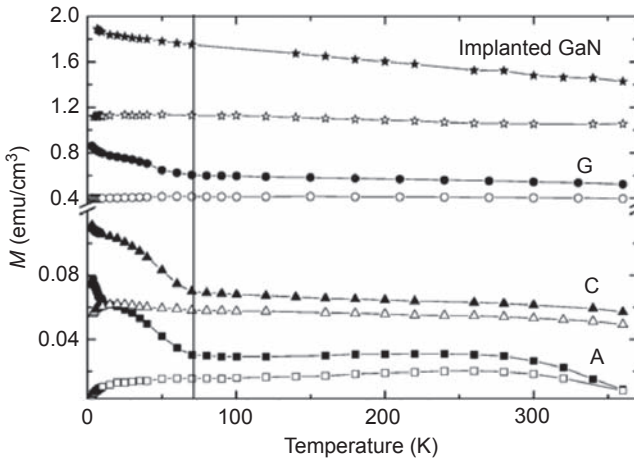 2.0
1.6
1.2
0.8
0.4
0.08
0.04
M (emu/cm³)
Implanted GaN
G
C
A
0 100 200 300
Temperature (K)